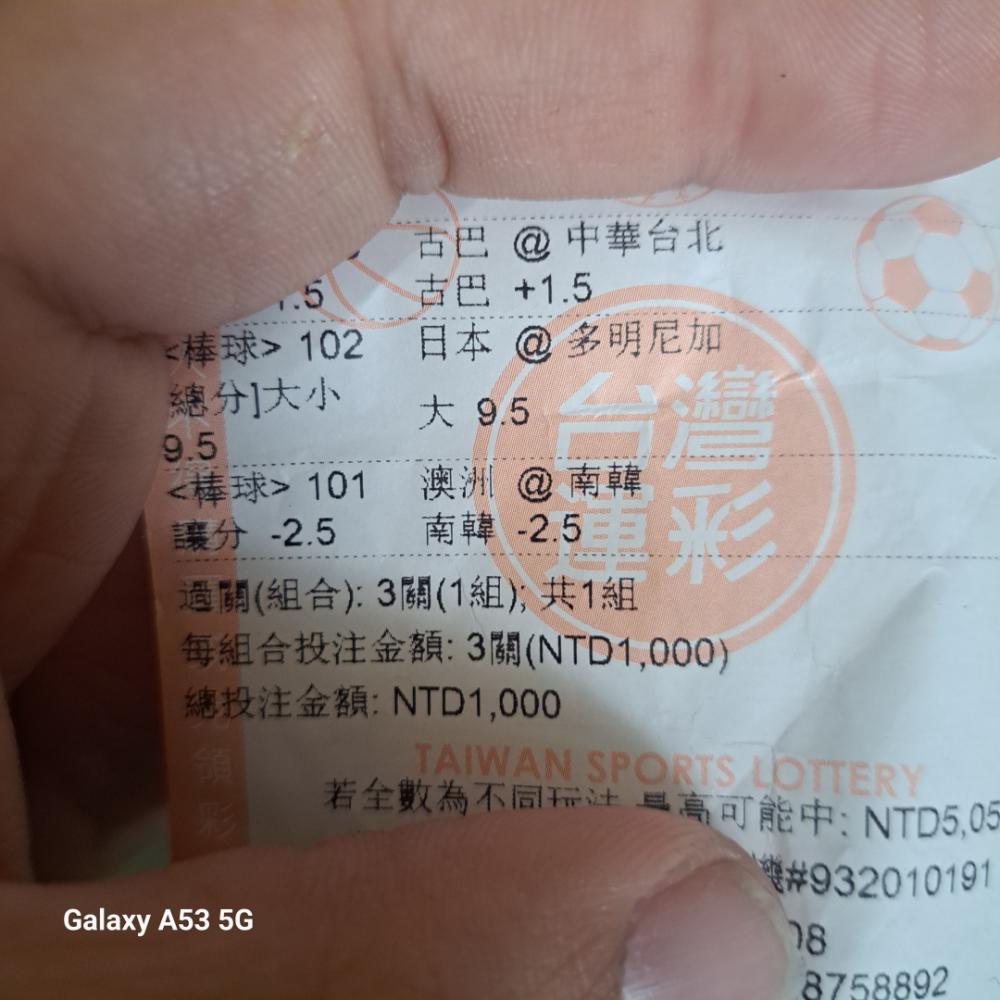 古巴 @ 中華台北
1.5 古巴 +1.5
<棒球> 102 日本 @ 多明尼加
總分]大小
大 9.5
9.5
<棒球> 101 澳洲 @ 南韓
讓分 -2.5 南韓 -2.5
過關(組合): 3關(1組); 共1組
每組合投注金額: 3關(NTD1,000)
總投注金額: NTD1,000
台灣
運彩
TAIWAN SPORTS LOTTERY
若全數為不同玩法 最高可能中: NTD5,05
機#932010191
08
8758892
領
彩
Galaxy A53 5G